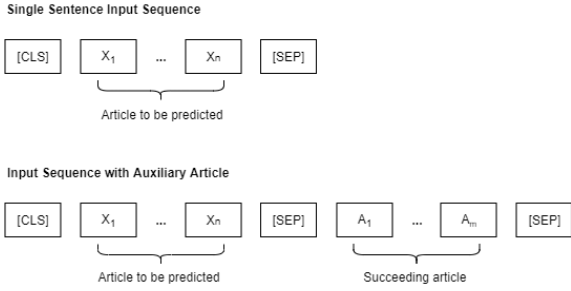 Single Sentence Input Sequence
[CLS] X1 ... Xn [SEP]
Article to be predicted
Input Sequence with Auxiliary Article
[CLS] X1 ... Xn [SEP] A1 ... Am [SEP]
Article to be predicted Succeeding article